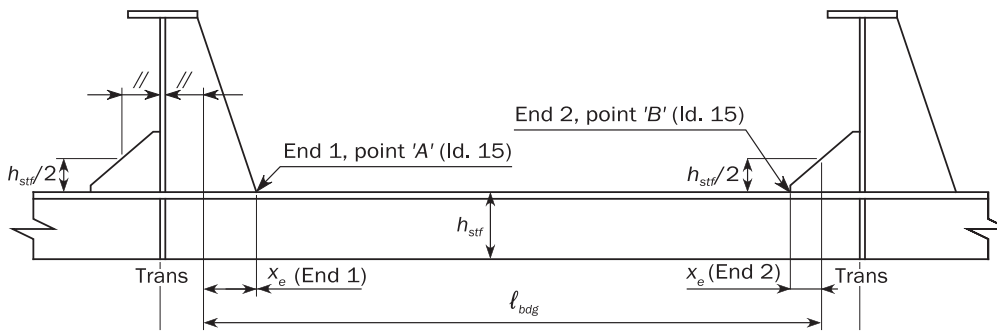 // //
End 2, point 'B' (Id. 15)
End 1, point 'A' (Id. 15)
h_stf/2
h_stf/2
h_stf
Trans
x_e (End 1)
x_e (End 2)
Trans
ℓ_bdg